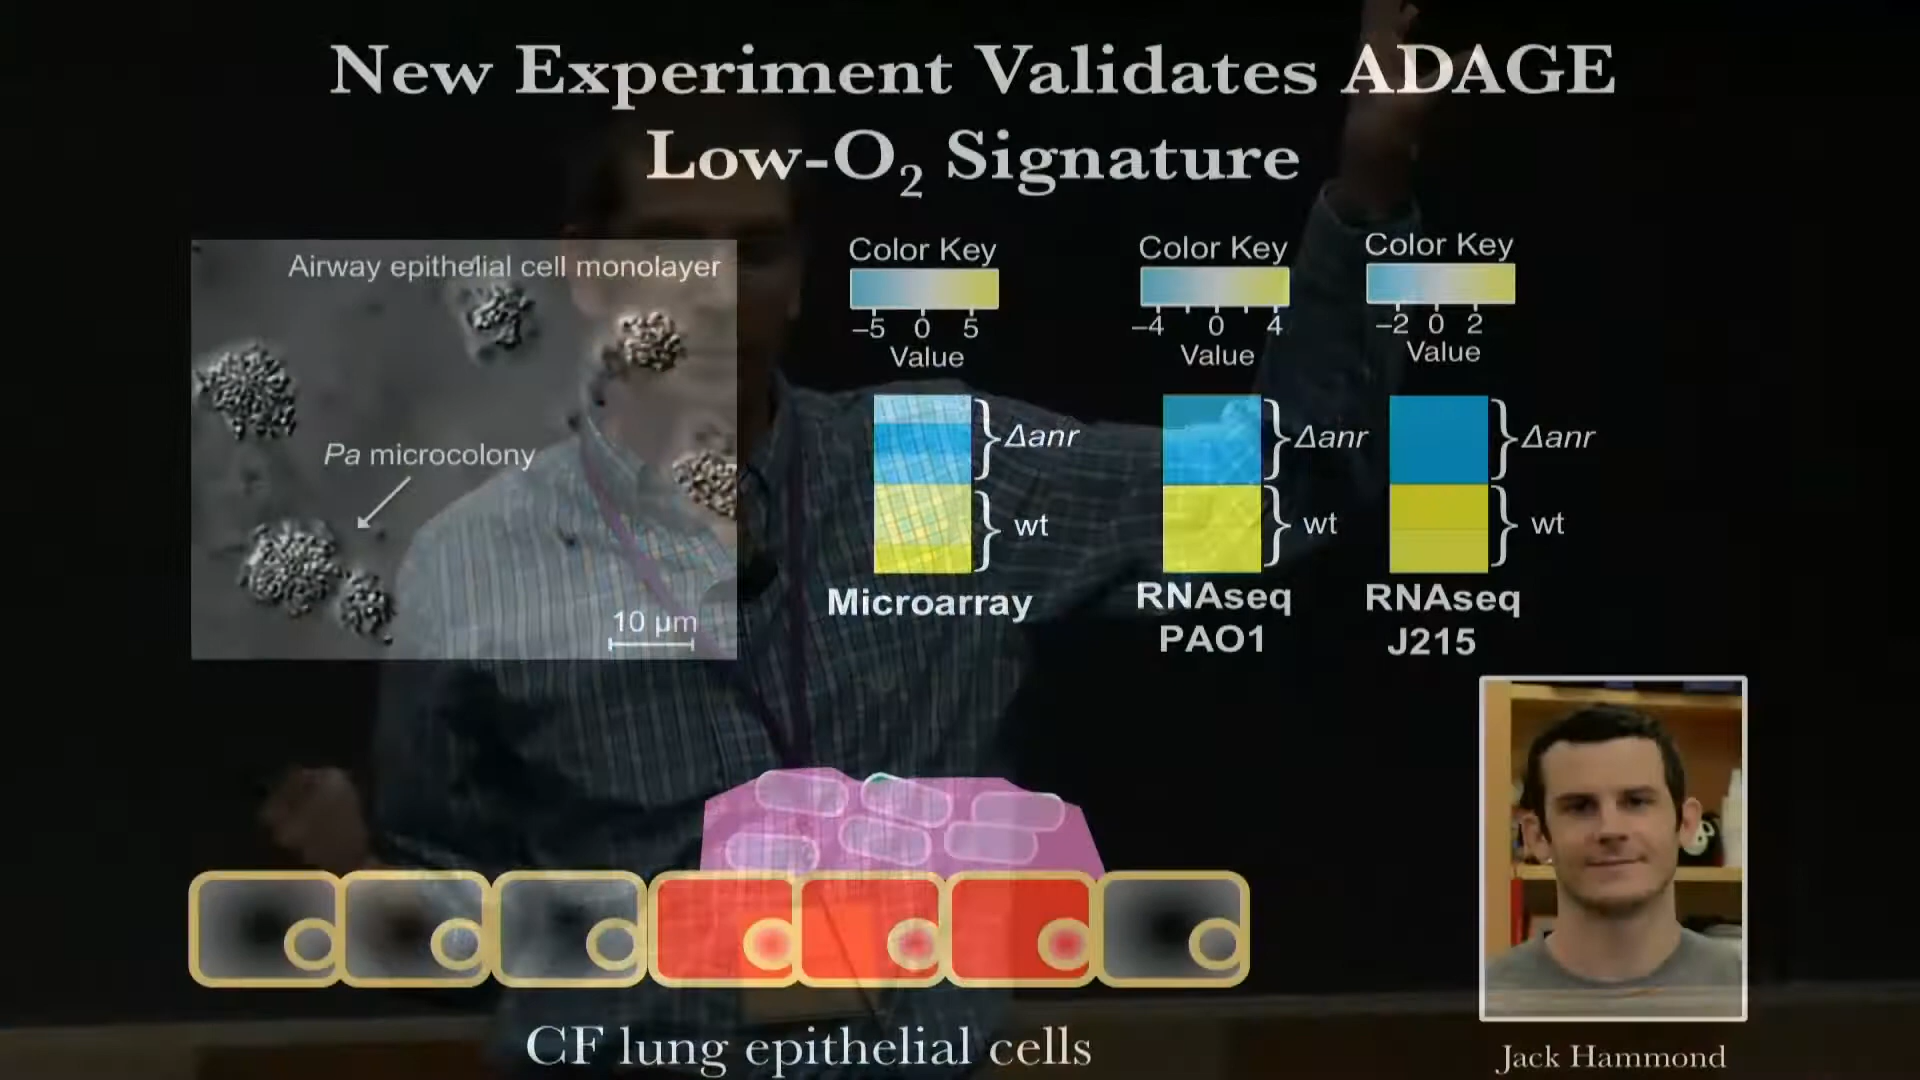 New Experiment Validates ADAGE
Low-O₂ Signature
Airway epithelial cell monolayer
Pa microcolony
10 µm
Color Key
–5 0 5
Value
Δanr
wt
Microarray
Color Key
–4 0 4
Value
Δanr
wt
RNAseq
PAO1
Color Key
–2 0 2
Value
Δanr
wt
RNAseq
J215
CF lung epithelial cells
Jack Hammond